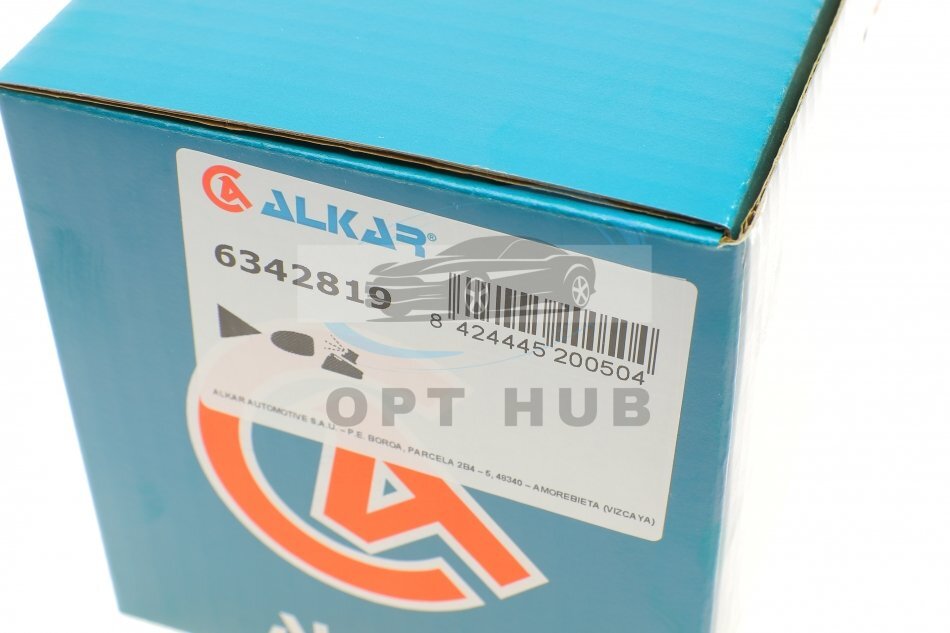 ALKAR®
6342819
8 424445 200504
OPT HUB
ALKAR AUTOMOTIVE S.A.U. – P.E. BOROA, PARCELA 2B4 – 5, 48340 – AMOREBIETA (VIZCAYA)